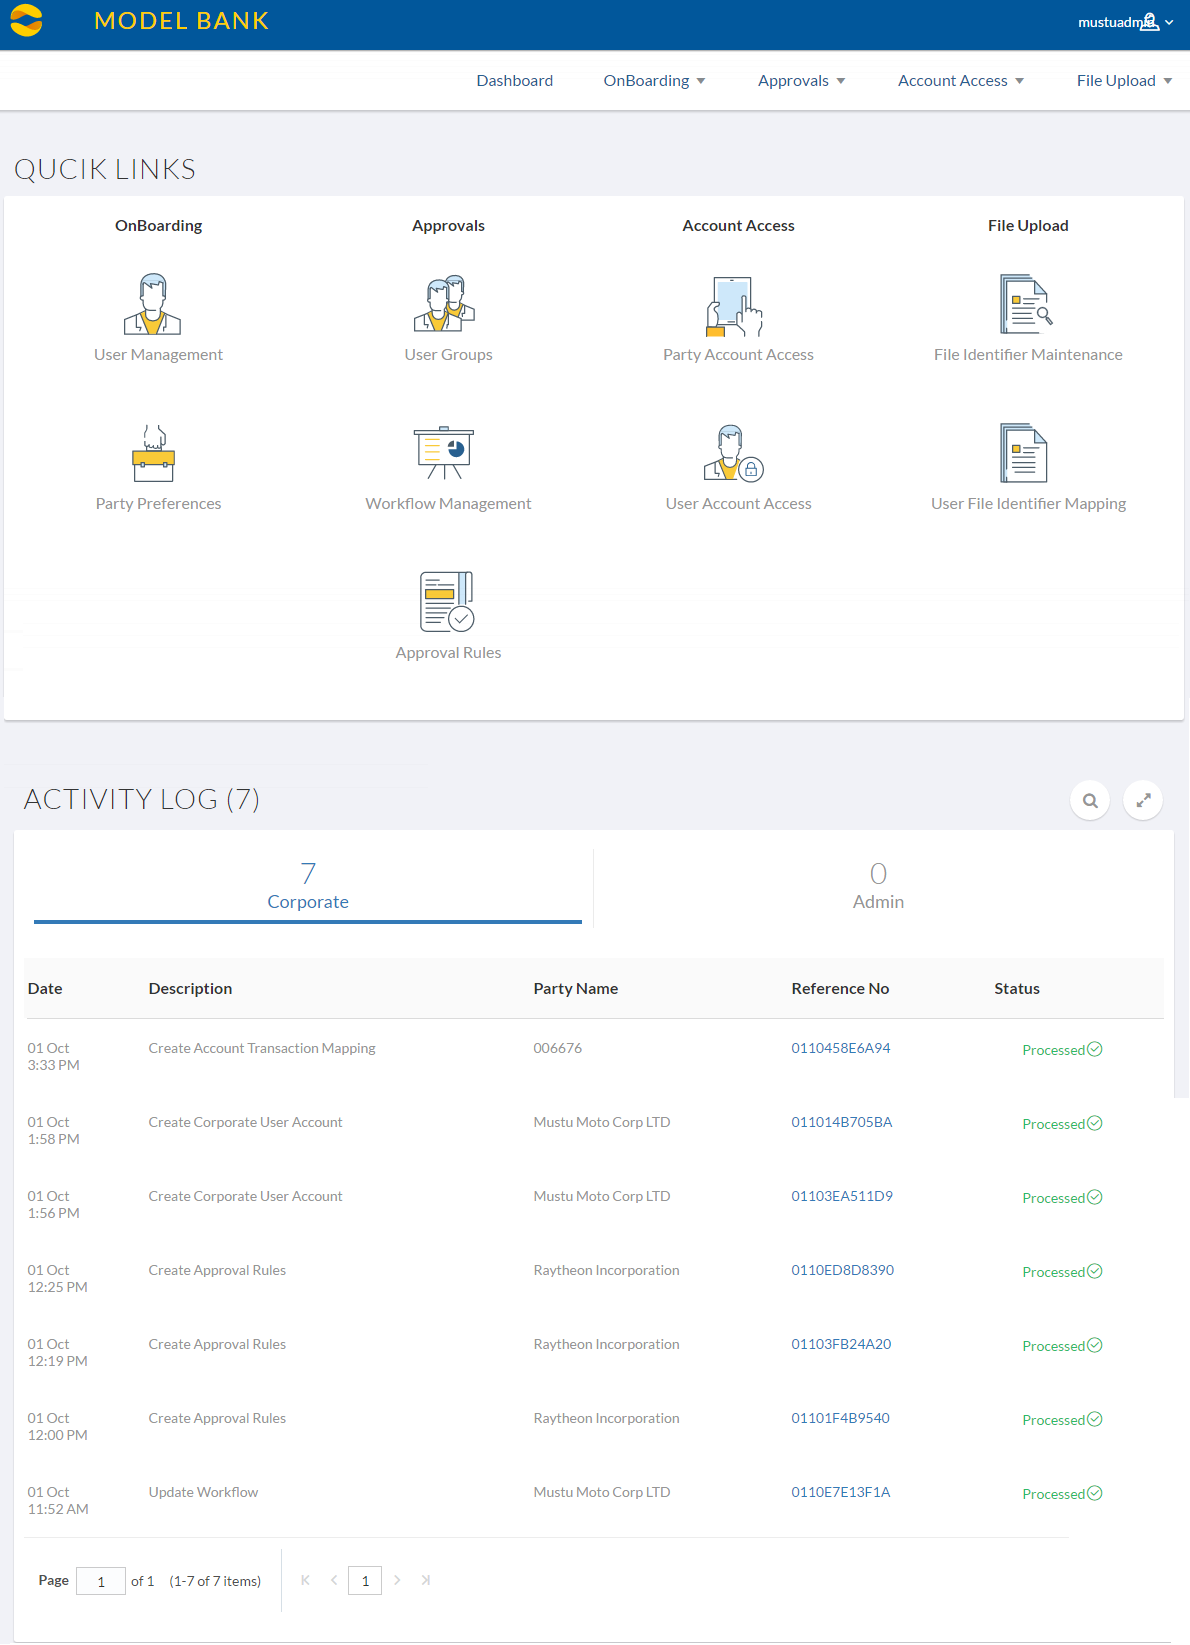 MODEL BANK
mustuadmin
Dashboard OnBoarding Approvals Account Access File Upload
QUCIK LINKS
OnBoarding Approvals Account Access File Upload
User Management User Groups Party Account Access File Identifier Maintenance
Party Preferences Workflow Management User Account Access User File Identifier Mapping
Approval Rules
ACTIVITY LOG (7)
7 0
Corporate Admin
Date Description Party Name Reference No Status
01 Oct Create Account Transaction Mapping 006676 0110458E6A94 Processed
3:33 PM
01 Oct Create Corporate User Account Mustu Moto Corp LTD 011014B705BA Processed
1:58 PM
01 Oct Create Corporate User Account Mustu Moto Corp LTD 01103EA511D9 Processed
1:56 PM
01 Oct Create Approval Rules Raytheon Incorporation 0110ED8D8390 Processed
12:25 PM
01 Oct Create Approval Rules Raytheon Incorporation 01103FB24A20 Processed
12:19 PM
01 Oct Create Approval Rules Raytheon Incorporation 01101F4B9540 Processed
12:00 PM
01 Oct Update Workflow Mustu Moto Corp LTD 0110E7E13F1A Processed
11:52 AM
Page 1 of 1 (1-7 of 7 items) 1